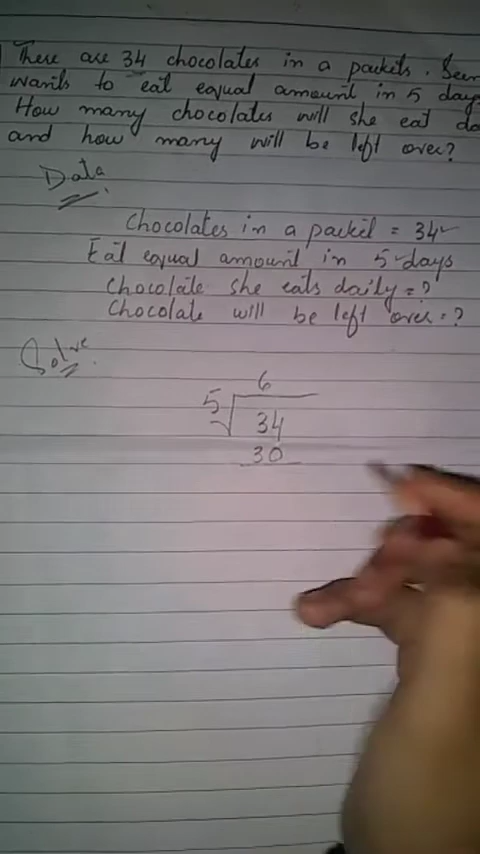 There are 34 chocolates in a packets. Seem
wants to eat equal amount in 5 days
How many chocolates will she eat da
and how many will be left over?
Data
Chocolates in a packet = 34
Eat equal amount in 5 days
Chocolate she eats daily = ?
Chocolate will be left over = ?
Solve
6
5 34
30